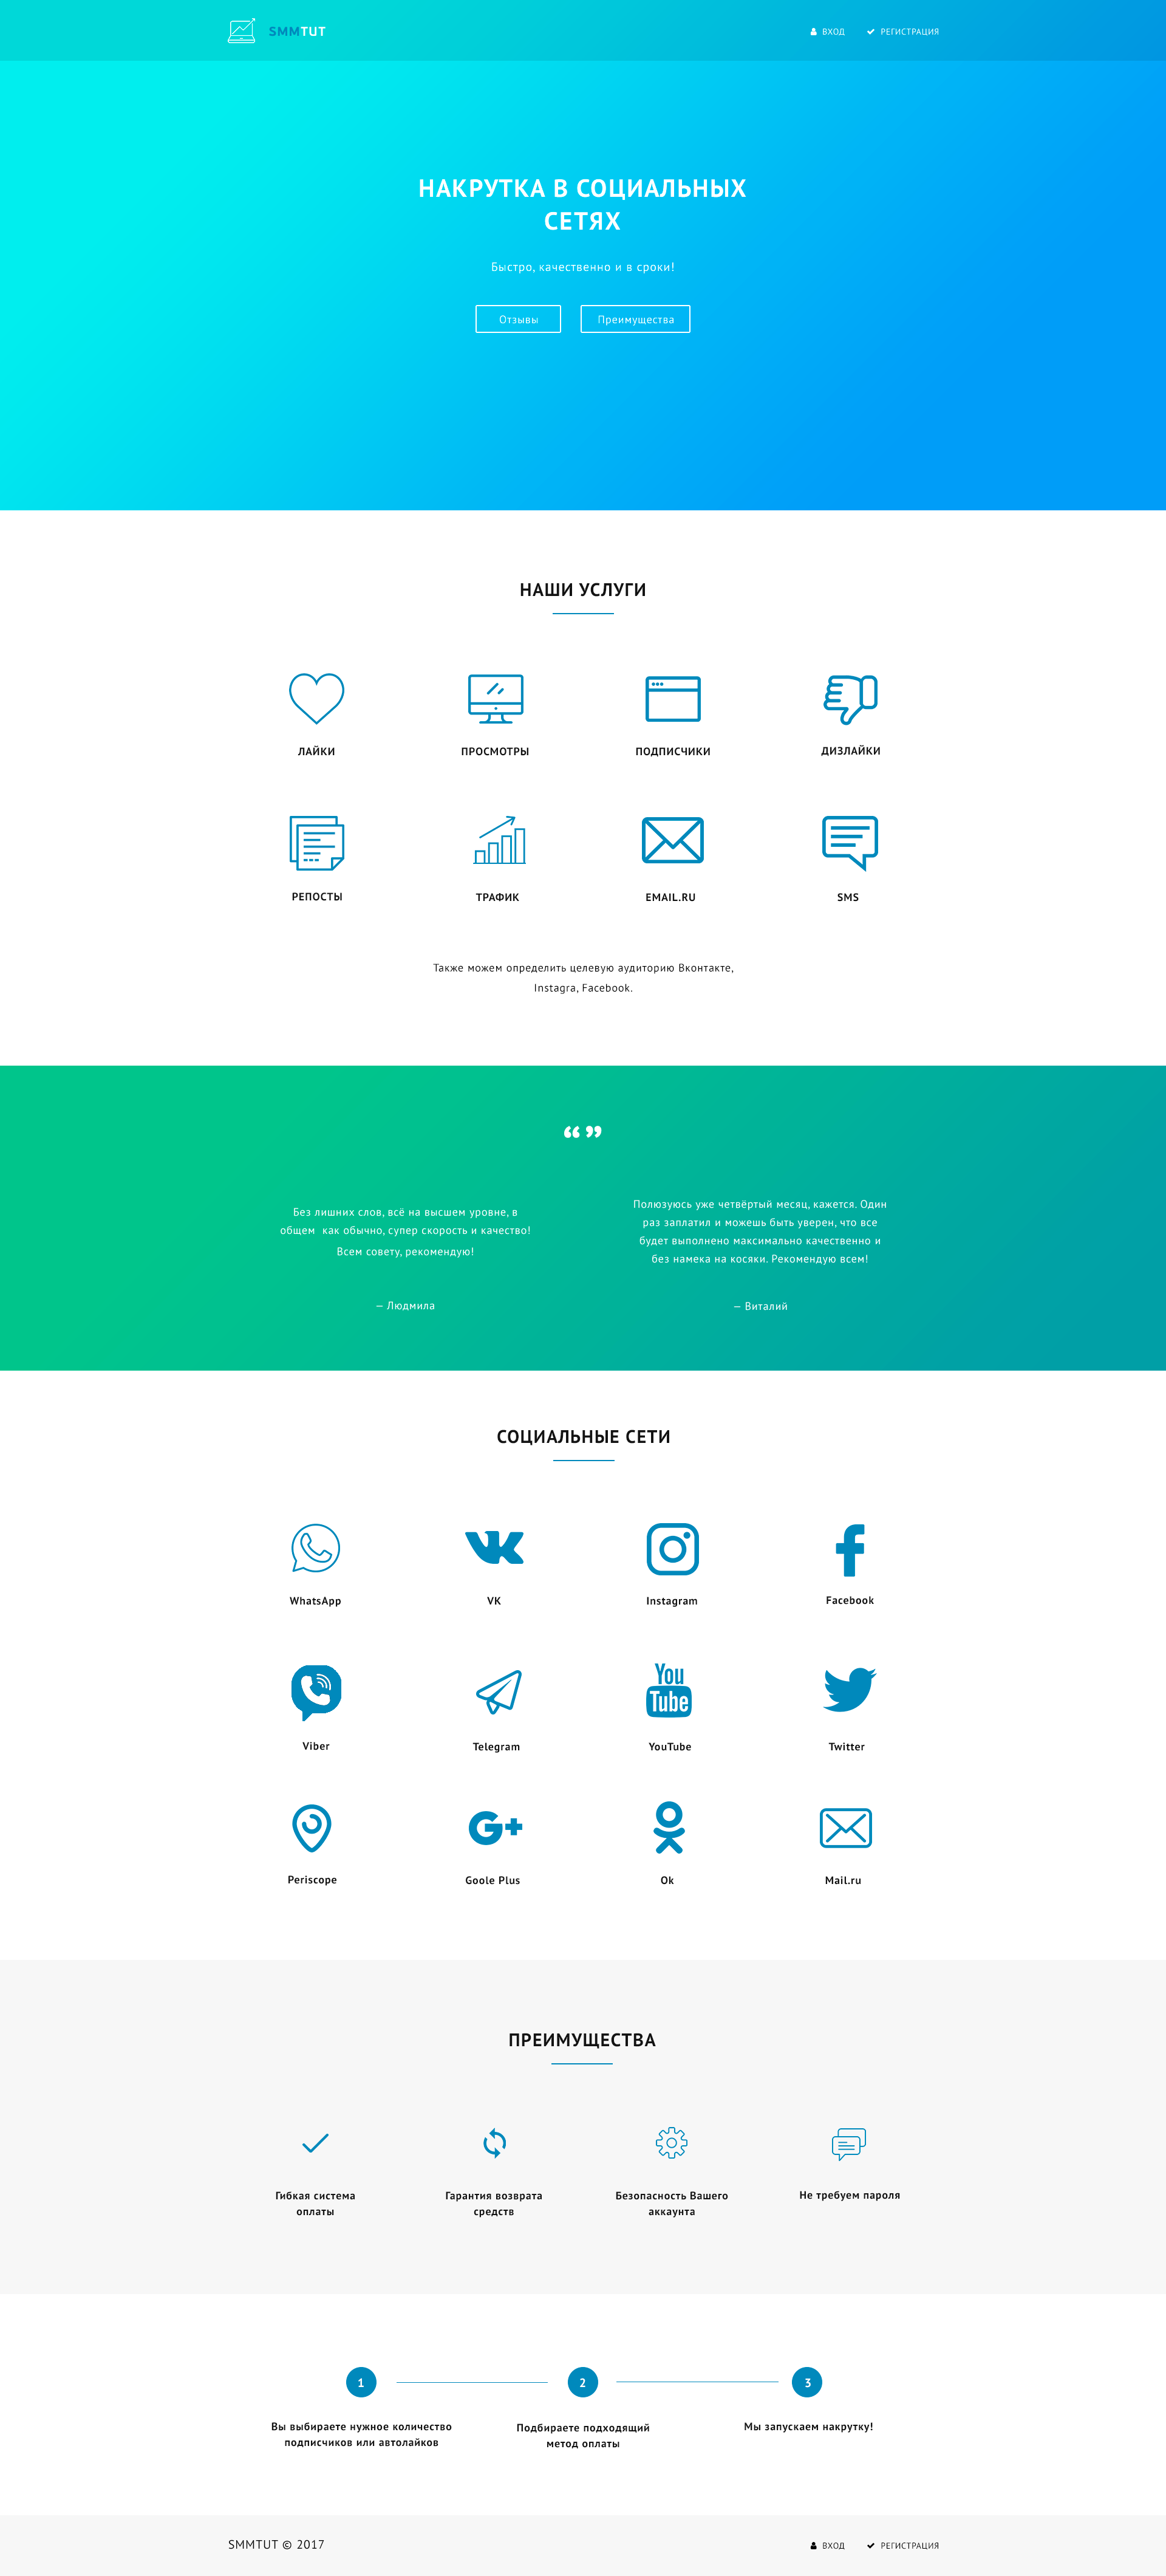 SMMTUT
ВХОД
РЕГИСТРАЦИЯ
НАКРУТКА В СОЦИАЛЬНЫХ
СЕТЯХ
Быстро, качественно и в сроки!
Отзывы
Преимущества
НАШИ УСЛУГИ
ЛАЙКИ
ПРОСМОТРЫ
ПОДПИСЧИКИ
ДИЗЛАЙКИ
РЕПОСТЫ
ТРАФИК
EMAIL.RU
SMS
Также можем определить целевую аудиторию Вконтакте,
Instagra, Facebook.
“ ”
Без лишних слов, всё на высшем уровне, в
общем  как обычно, супер скорость и качество!
Всем совету, рекомендую!
— Людмила
Полюзуюсь уже четвёртый месяц, кажется. Один
раз заплатил и можешь быть уверен, что все
будет выполнено максимально качественно и
без намека на косяки. Рекомендую всем!
— Виталий
СОЦИАЛЬНЫЕ СЕТИ
WhatsApp
VK
Instagram
Facebook
You
Tube
Viber
Telegram
YouTube
Twitter
G+
Periscope
Goole Plus
Ok
Mail.ru
ПРЕИМУЩЕСТВА
Гибкая система
оплаты
Гарантия возврата
средств
Безопасность Вашего
аккаунта
Не требуем пароля
1
2
3
Вы выбираете нужное количество
подписчиков или автолайков
Подбираете подходящий
метод оплаты
Мы запускаем накрутку!
SMMTUT © 2017
ВХОД
РЕГИСТРАЦИЯ